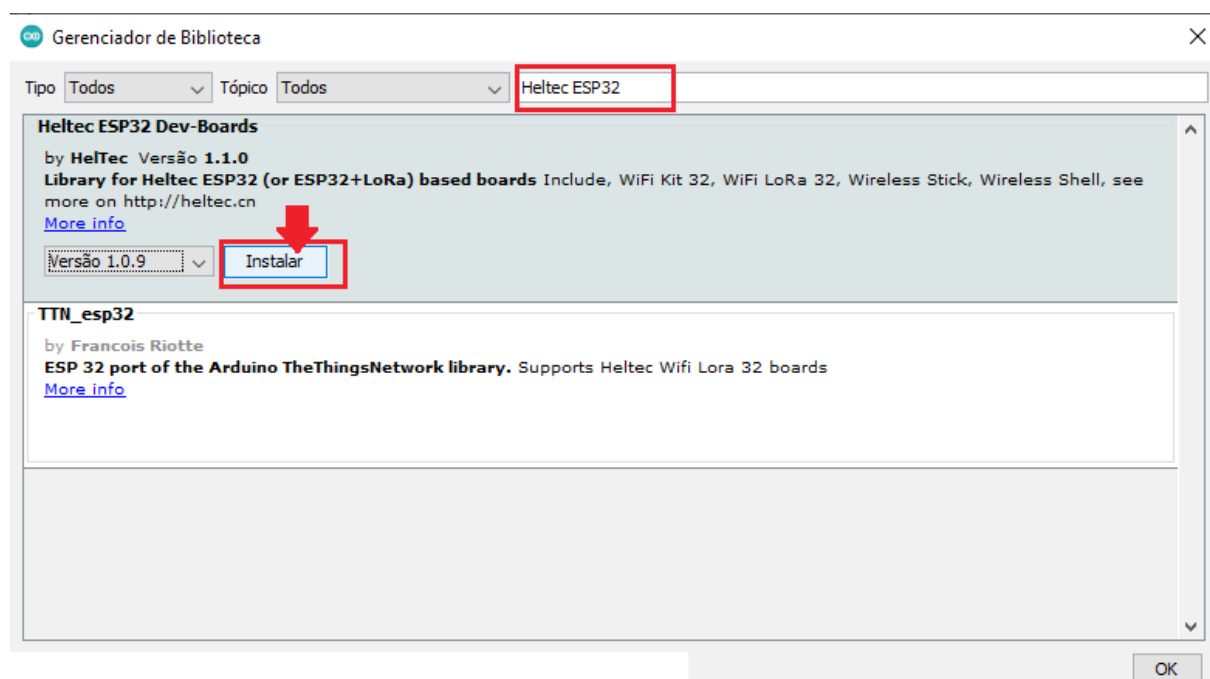 Gerenciador de Biblioteca
Tipo Todos Tópico Todos Heltec ESP32
Heltec ESP32 Dev-Boards
by HelTec Versão 1.1.0
Library for Heltec ESP32 (or ESP32+LoRa) based boards Include, WiFi Kit 32, WiFi LoRa 32, Wireless Stick, Wireless Shell, see
more on http://heltec.cn
More info
Versão 1.0.9 Instalar
TTN_esp32
by Francois Riotte
ESP 32 port of the Arduino TheThingsNetwork library. Supports Heltec Wifi Lora 32 boards
More info
OK